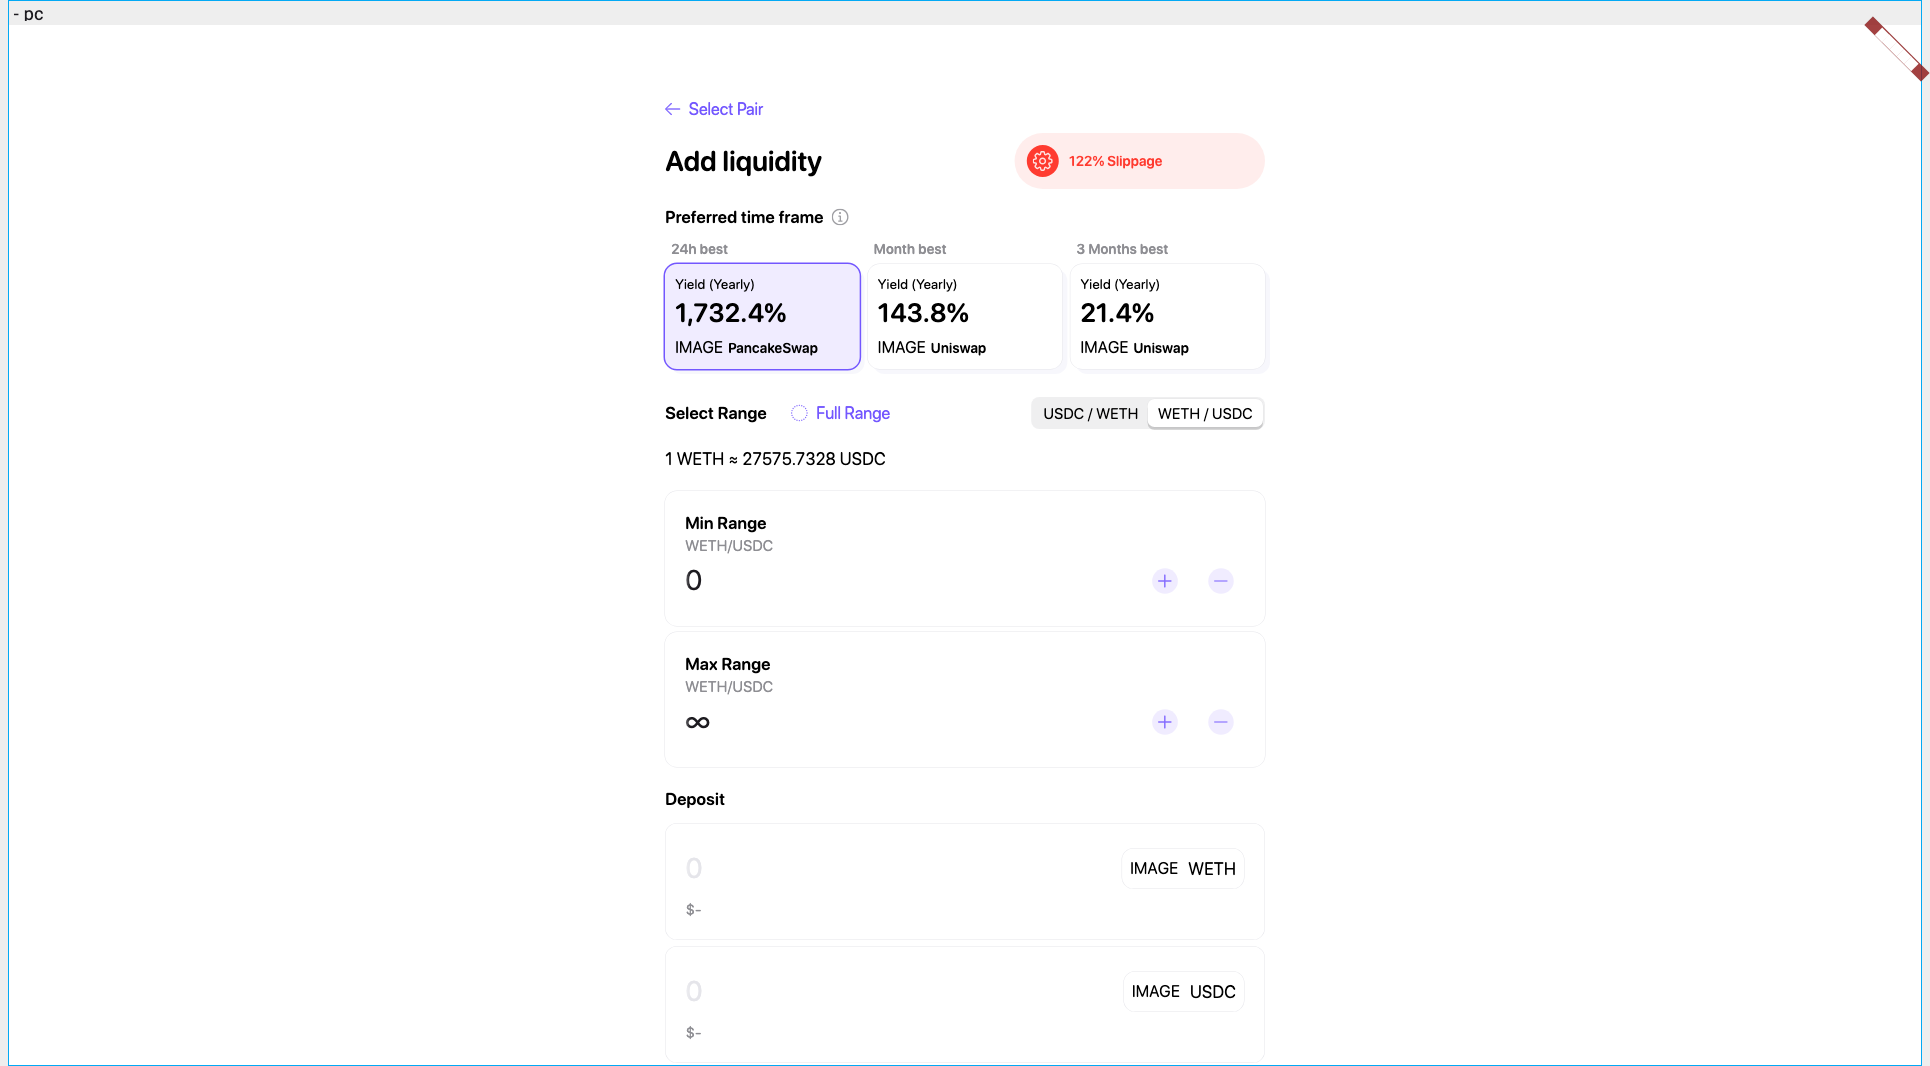 - pc
Select Pair
Add liquidity
122% Slippage
Preferred time frame
24h best
Yield (Yearly)
1,732.4%
IMAGE PancakeSwap
Month best
Yield (Yearly)
143.8%
IMAGE Uniswap
3 Months best
Yield (Yearly)
21.4%
IMAGE Uniswap
Select Range
Full Range
USDC / WETH
WETH / USDC
1 WETH ≈ 27575.7328 USDC
Min Range
WETH/USDC
0
Max Range
WETH/USDC
∞
Deposit
0
IMAGE WETH
$-
0
IMAGE USDC
$-